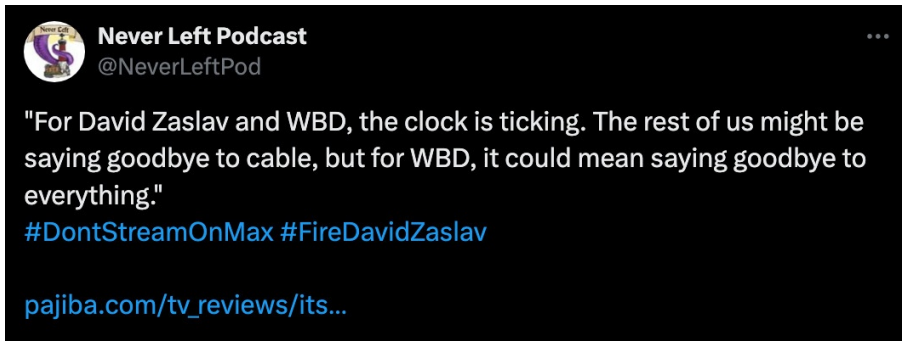 Never Left
Never Left Podcast
@NeverLeftPod
"For David Zaslav and WBD, the clock is ticking. The rest of us might be
saying goodbye to cable, but for WBD, it could mean saying goodbye to
everything."
#DontStreamOnMax #FireDavidZaslav
pajiba.com/tv_reviews/its...